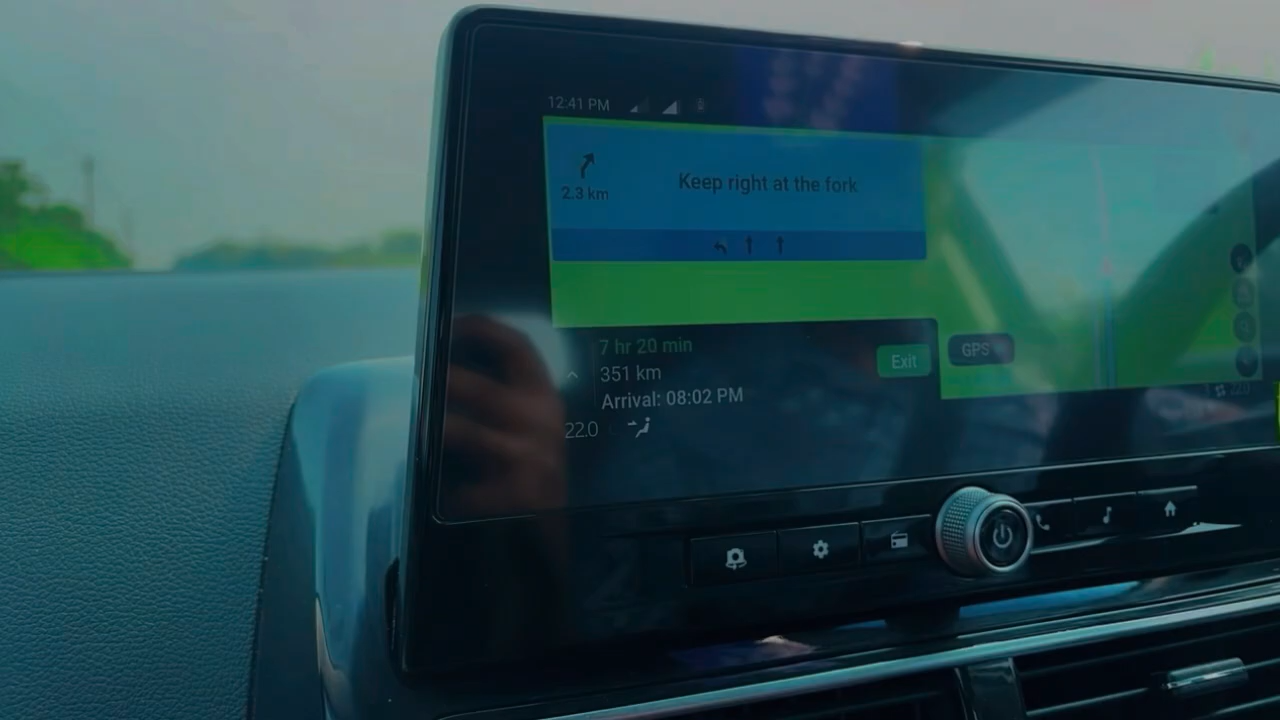 12:41 PM
2.3 km
Keep right at the fork
7 hr 20 min
351 km
Arrival: 08:02 PM
Exit
GPS
22.0